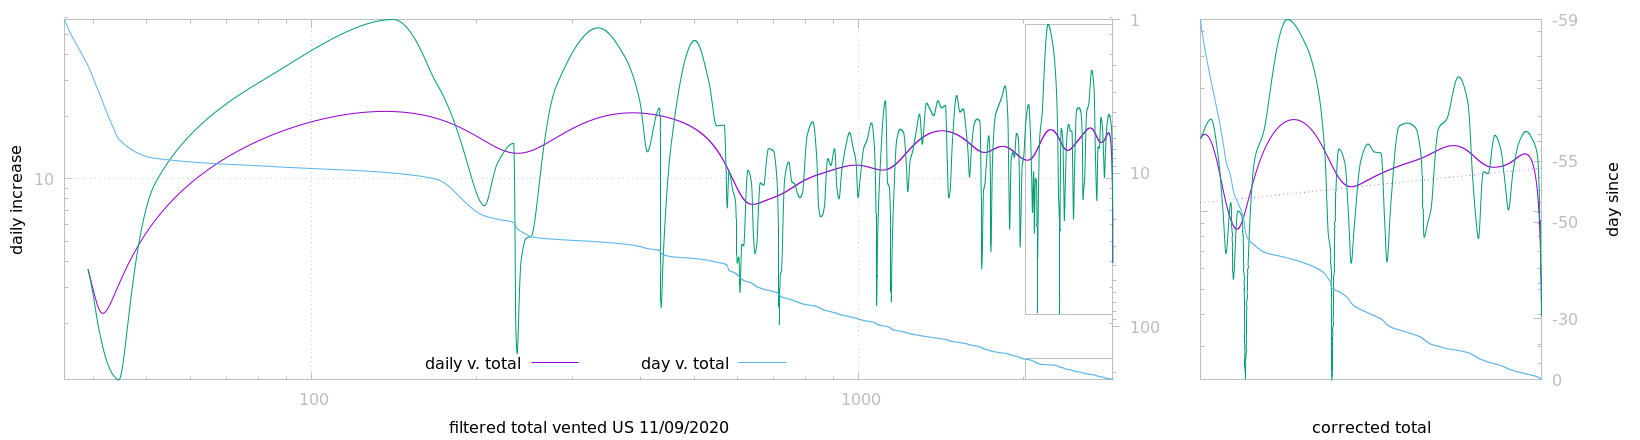 1
-59
daily increase
10
10
-55
-50
day since
100
-30
daily v. total
day v. total
0
100
1000
filtered total vented US 11/09/2020
corrected total